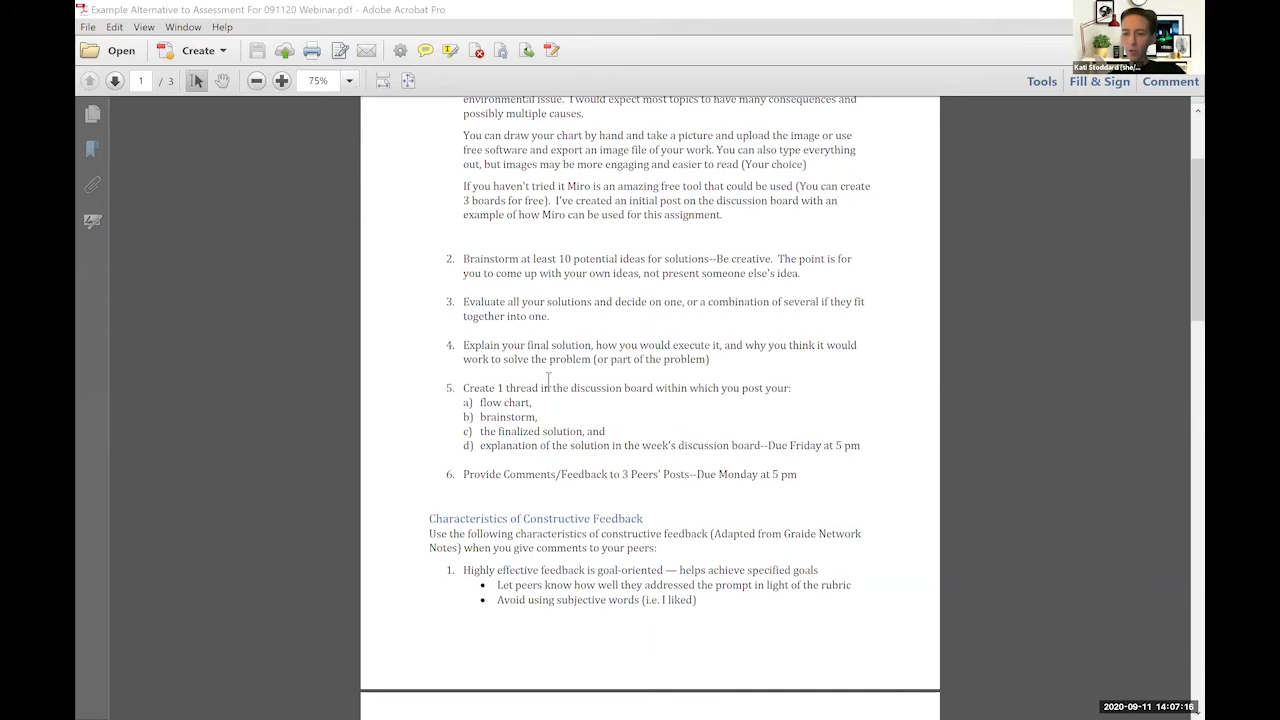 Example Alternative to Assessment For 091120 Webinar.pdf - Adobe Acrobat Pro
File Edit View Window Help
Open Create
1 / 3 75%
Tools Fill & Sign Comment
Kati Stoddard (she/...
environmental issue. I would expect most topics to have many consequences and
possibly multiple causes.
You can draw your chart by hand and take a picture and upload the image or use
free software and export an image file of your work. You can also type everything
out, but images may be more engaging and easier to read (Your choice)
If you haven't tried it Miro is an amazing free tool that could be used (You can create
3 boards for free). I've created an initial post on the discussion board with an
example of how Miro can be used for this assignment.
2. Brainstorm at least 10 potential ideas for solutions--Be creative. The point is for
you to come up with your own ideas, not present someone else's idea.
3. Evaluate all your solutions and decide on one, or a combination of several if they fit
together into one.
4. Explain your final solution, how you would execute it, and why you think it would
work to solve the problem (or part of the problem)
5. Create 1 thread in the discussion board within which you post your:
a) flow chart,
b) brainstorm,
c) the finalized solution, and
d) explanation of the solution in the week's discussion board--Due Friday at 5 pm
6. Provide Comments/Feedback to 3 Peers' Posts--Due Monday at 5 pm
Characteristics of Constructive Feedback
Use the following characteristics of constructive feedback (Adapted from Graide Network
Notes) when you give comments to your peers:
1. Highly effective feedback is goal-oriented — helps achieve specified goals
• Let peers know how well they addressed the prompt in light of the rubric
• Avoid using subjective words (i.e. I liked)
2020-09-11 14:07:16